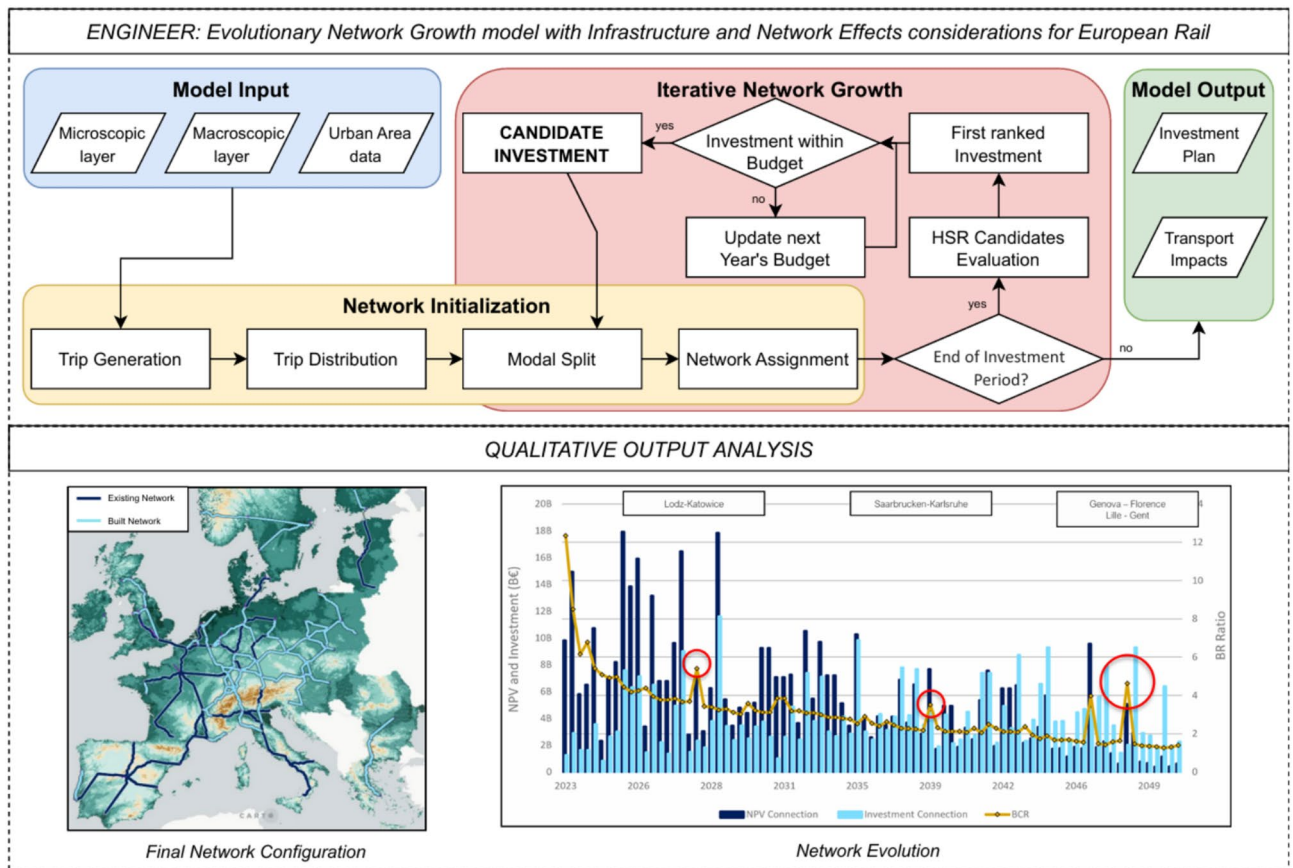 ENGINEER: Evolutionary Network Growth model with Infrastructure and Network Effects considerations for European Rail
Model Input
Microscopic
layer
Macroscopic
layer
Urban Area
data
Iterative Network Growth
CANDIDATE
INVESTMENT
yes
Investment within
Budget
First ranked
Investment
no
Update next
Year's Budget
HSR Candidates
Evaluation
yes
Model Output
Investment
Plan
Transport
Impacts
Network Initialization
Trip Generation
Trip Distribution
Modal Split
Network Assignment
End of Investment
Period?
no
QUALITATIVE OUTPUT ANALYSIS
Existing Network
Built Network
CARTO
Final Network Configuration
Lodz-Katowice
Saarbrucken-Karlsruhe
Genova – Florence
Lille - Gent
NPV and Investment (B€)
20B
18B
16B
14B
12B
10B
8B
6B
4B
2B
0
4
12
10
8
6
4
2
0
BR Ratio
2023
2026
2028
2031
2035
2039
2042
2046
2049
NPV Connection
Investment Connection
BCR
Network Evolution